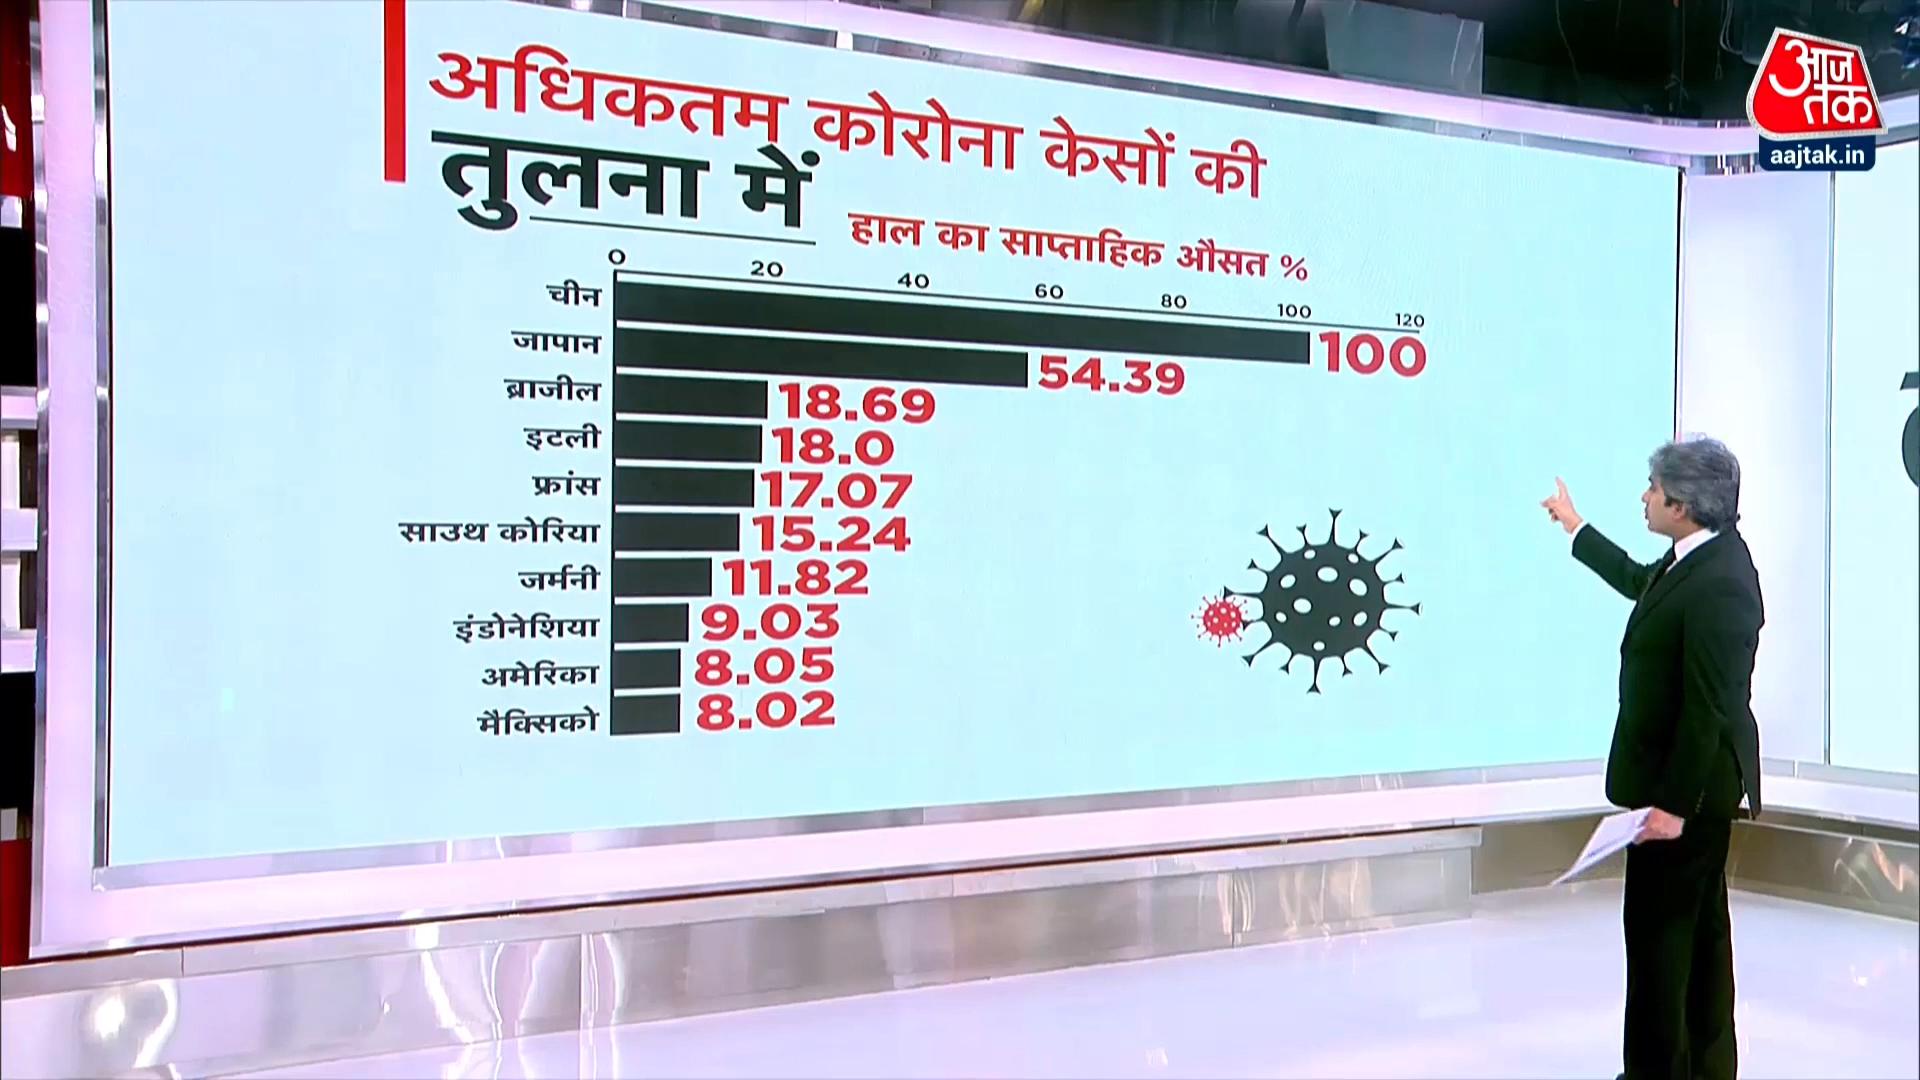 आज
तक
aajtak.in
अधिकतम कोरोना केसों की
तुलना में
हाल का साप्ताहिक औसत %
0 20 40 60 80 100 120
चीन 100
जापान 54.39
ब्राजील 18.69
इटली 18.0
फ्रांस 17.07
साउथ कोरिया 15.24
जर्मनी 11.82
इंडोनेशिया 9.03
अमेरिका 8.05
मैक्सिको 8.02